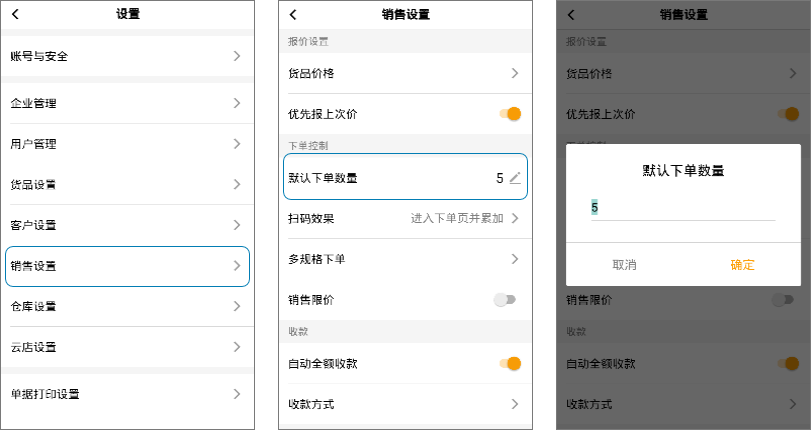 设置
账号与安全
企业管理
用户管理
货品设置
客户设置
销售设置
仓库设置
云店设置
单据打印设置
销售设置
报价设置
货品价格
优先报上次价
下单控制
默认下单数量 5
扫码效果 进入下单页并累加
多规格下单
销售限价
收款
自动全额收款
收款方式
销售设置
报价设置
货品价格
优先报上次价
默认下单数量
5
取消 确定
销售限价
收款
自动全额收款
收款方式